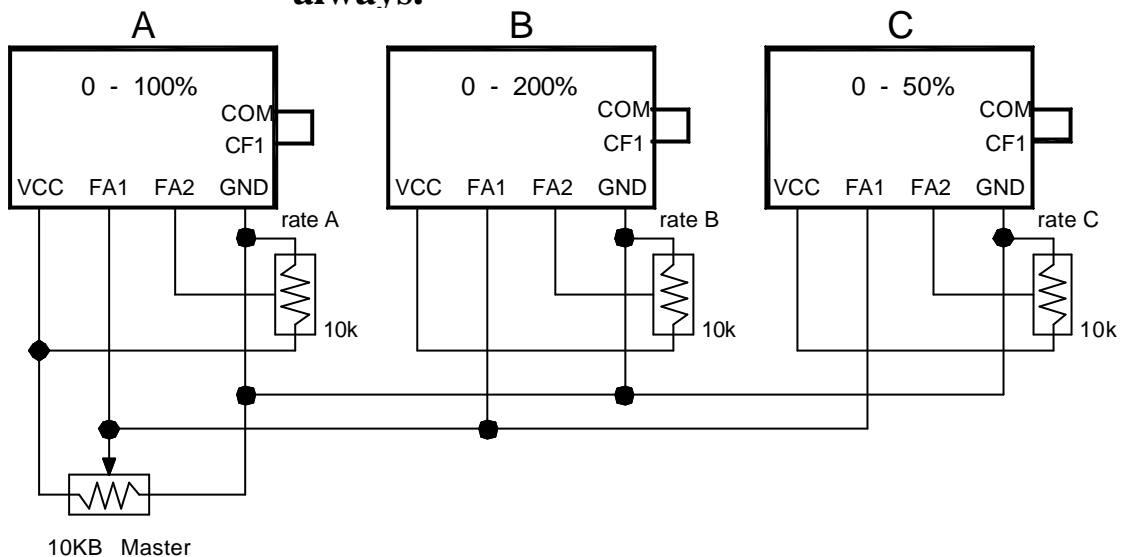 always.
A B C
0 - 100% 0 - 200% 0 - 50%
COM COM COM
CF1 CF1 CF1
VCC FA1 FA2 GND VCC FA1 FA2 GND VCC FA1 FA2 GND
rate A rate B rate C
10k 10k 10k
10KB Master